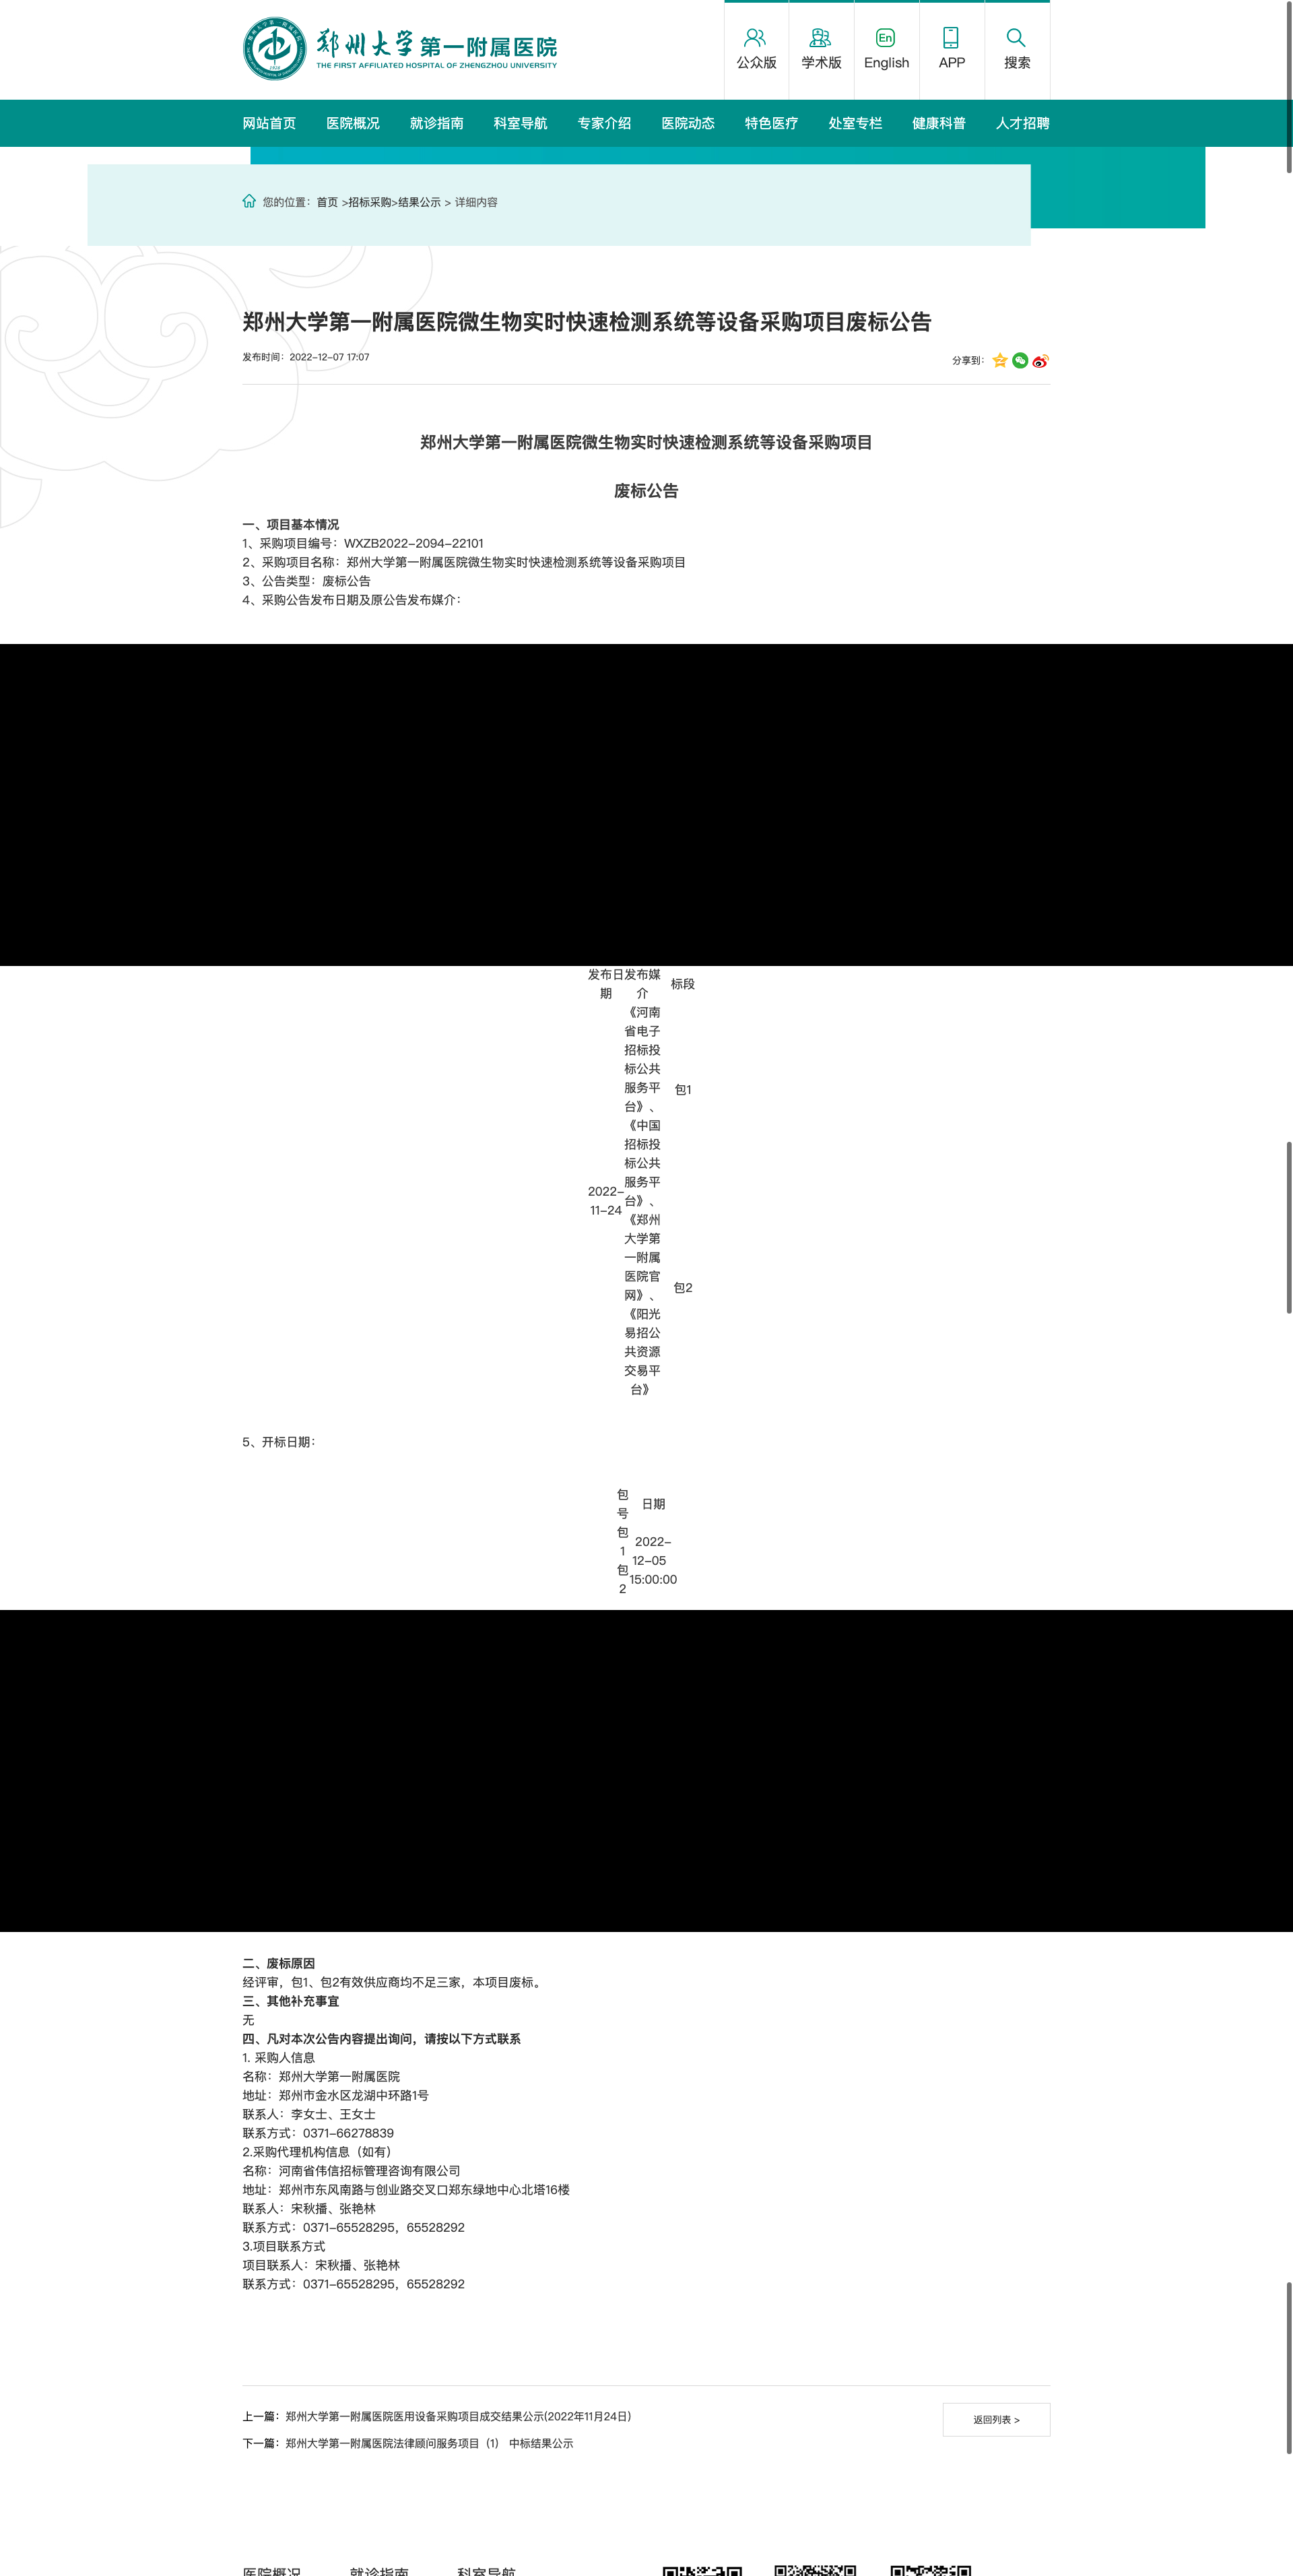 郑州大学第一附属医院
THE FIRST AFFILIATED HOSPITAL OF ZHENGZHOU UNIVERSITY
公众版
学术版
English
APP
搜索
网站首页 医院概况 就诊指南 科室导航 专家介绍 医院动态 特色医疗 处室专栏 健康科普 人才招聘
您的位置：首页 >招标采购>结果公示 > 详细内容
郑州大学第一附属医院微生物实时快速检测系统等设备采购项目废标公告
发布时间：2022-12-07 17:07
分享到：
郑州大学第一附属医院微生物实时快速检测系统等设备采购项目
废标公告
一、项目基本情况
1、采购项目编号：WXZB2022-2094-22101
2、采购项目名称：郑州大学第一附属医院微生物实时快速检测系统等设备采购项目
3、公告类型：废标公告
4、采购公告发布日期及原公告发布媒介：
发布日
期
发布媒
介
标段
2022-
11-24
《河南
省电子
招标投
标公共
服务平
台》、
《中国
招标投
标公共
服务平
台》、
《郑州
大学第
一附属
医院官
网》、
《阳光
易招公
共资源
交易平
台》
包1
包2
5、开标日期：
包
号
日期
包
1
包
2
2022-
12-05
15:00:00
二、废标原因
经评审，包1、包2有效供应商均不足三家，本项目废标。
三、其他补充事宜
无
四、凡对本次公告内容提出询问，请按以下方式联系
1. 采购人信息
名称：郑州大学第一附属医院
地址：郑州市金水区龙湖中环路1号
联系人：李女士、王女士
联系方式：0371-66278839
2.采购代理机构信息（如有）
名称：河南省伟信招标管理咨询有限公司
地址：郑州市东风南路与创业路交叉口郑东绿地中心北塔16楼
联系人：宋秋播、张艳林
联系方式：0371-65528295，65528292
3.项目联系方式
项目联系人：宋秋播、张艳林
联系方式：0371-65528295，65528292
上一篇：郑州大学第一附属医院医用设备采购项目成交结果公示(2022年11月24日)
返回列表 >
下一篇：郑州大学第一附属医院法律顾问服务项目（1） 中标结果公示
医院概况 就诊指南 科室导航